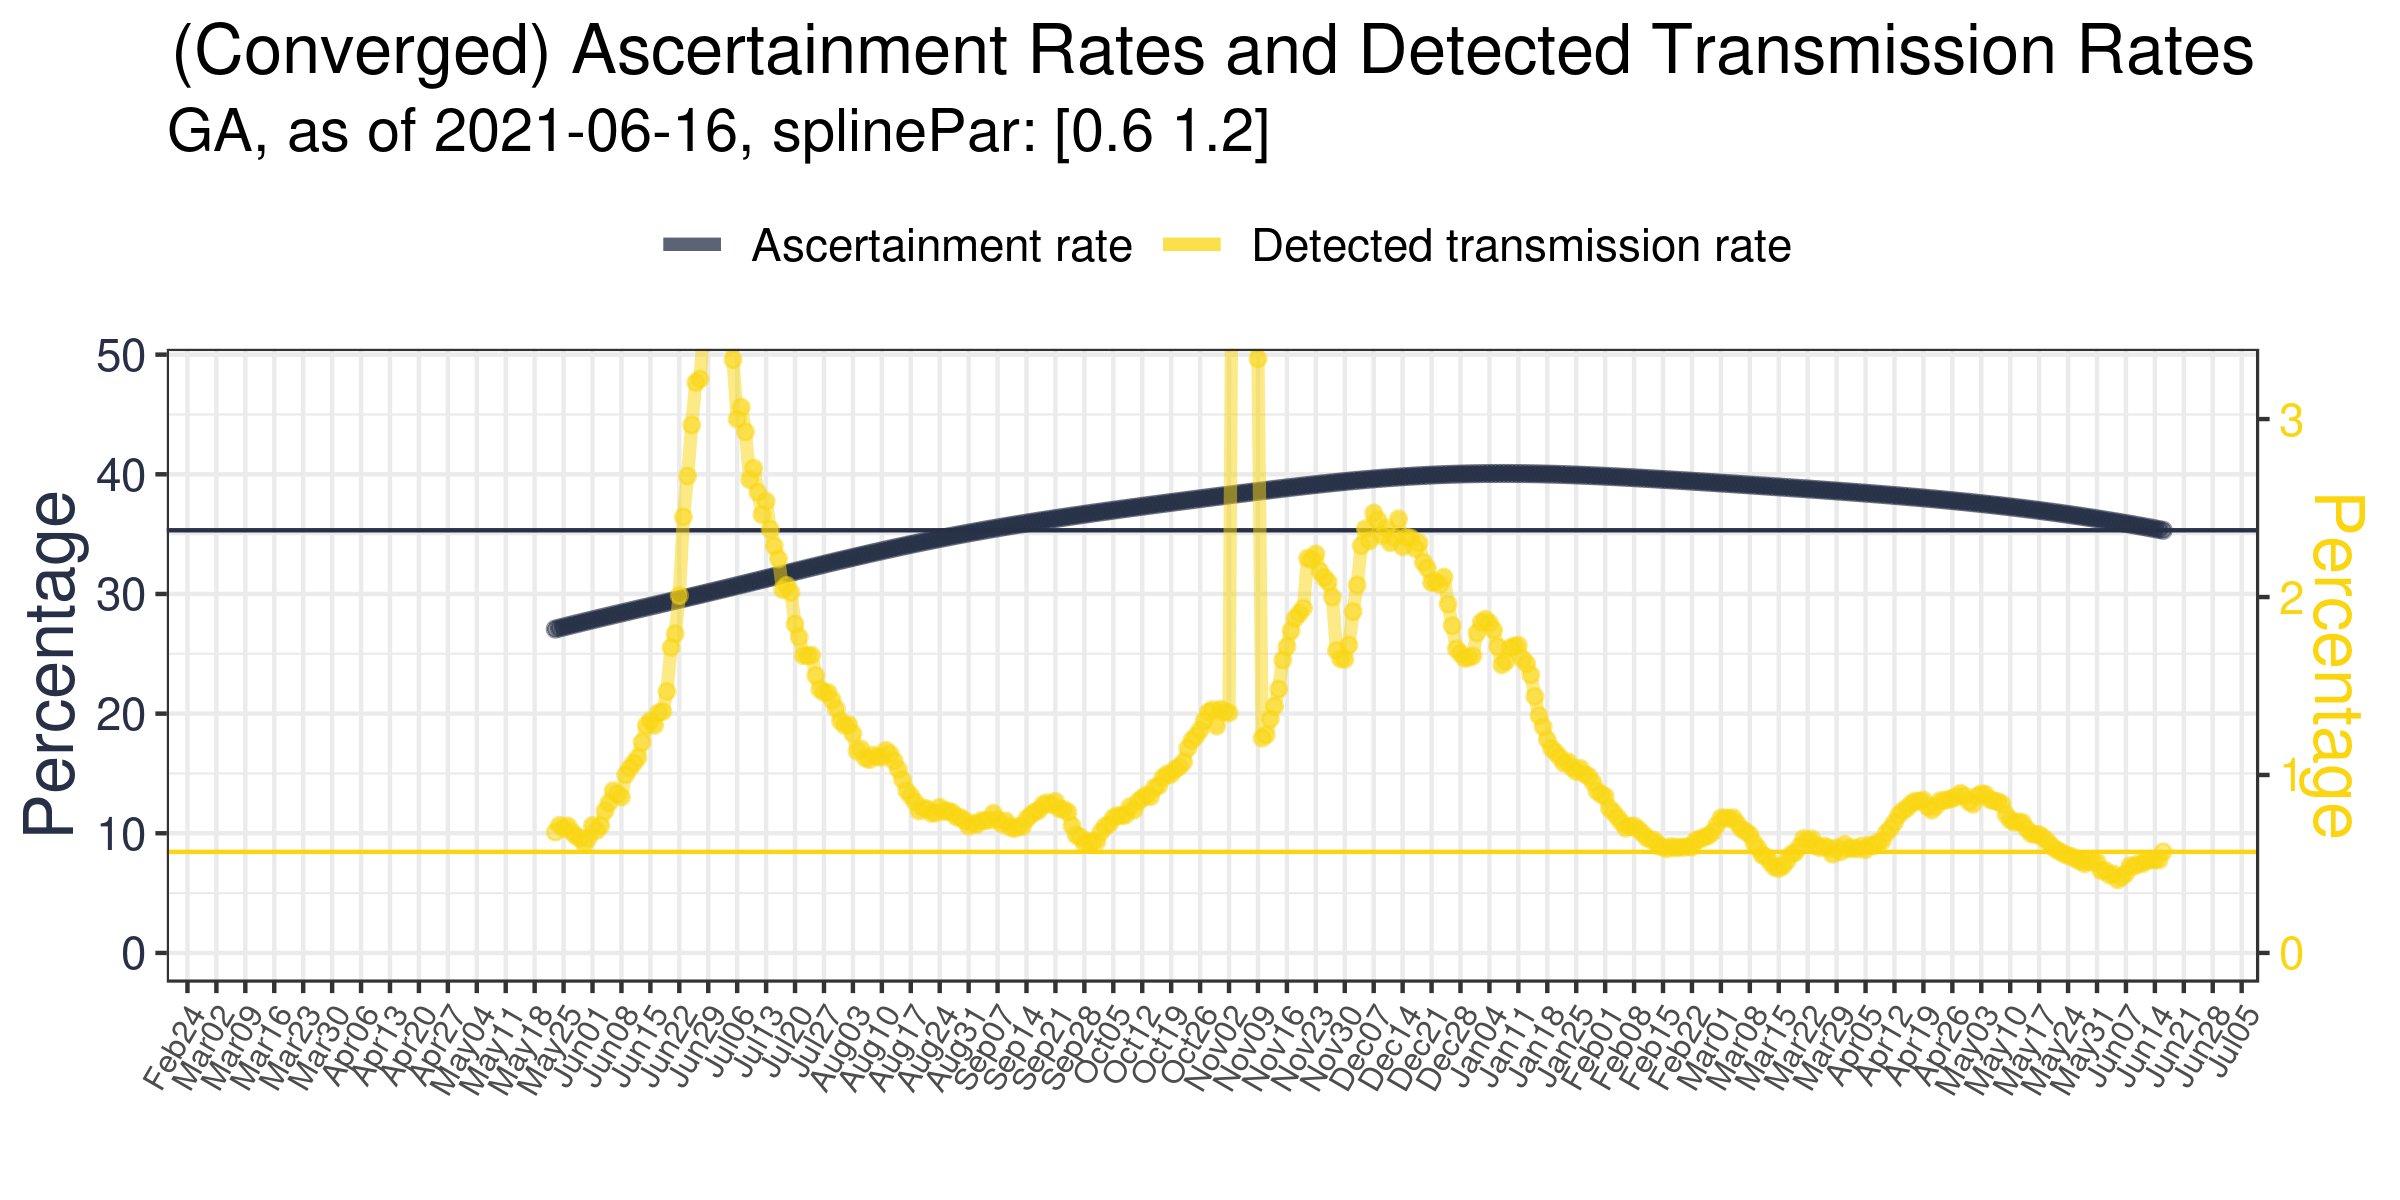 (Converged) Ascertainment Rates and Detected Transmission Rates
GA, as of 2021-06-16, splinePar: [0.6 1.2]
Ascertainment rate
Detected transmission rate
Percentage
50
40
30
20
10
0
3
2
1
0
Percentage
Feb24
Mar02
Mar09
Mar16
Mar23
Mar30
Apr06
Apr13
Apr20
Apr27
May04
May11
May18
May25
Jun01
Jun08
Jun15
Jun22
Jun29
Jul06
Jul13
Jul20
Jul27
Aug03
Aug10
Aug17
Aug24
Aug31
Sep07
Sep14
Sep21
Sep28
Oct05
Oct12
Oct19
Oct26
Nov02
Nov09
Nov16
Nov23
Nov30
Dec07
Dec14
Dec21
Dec28
Jan04
Jan11
Jan18
Jan25
Feb01
Feb08
Feb15
Feb22
Mar01
Mar08
Mar15
Mar22
Mar29
Apr05
Apr12
Apr19
Apr26
May03
May10
May17
May24
May31
Jun07
Jun14
Jun21
Jun28
Jul05